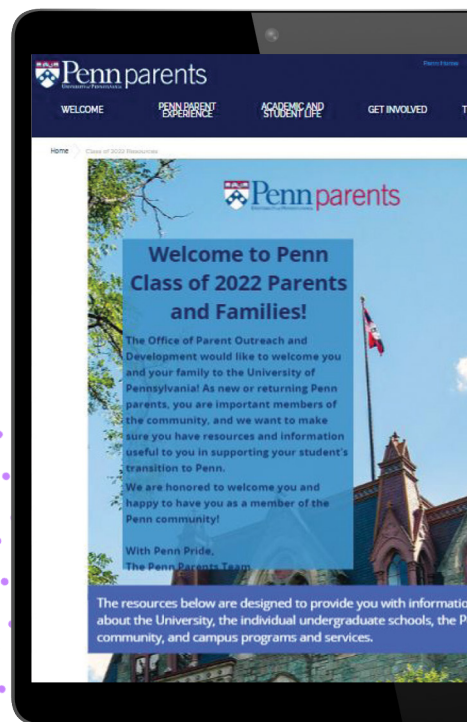 Penn parents
UNIVERSITY of PENNSYLVANIA
Penn Home
WELCOME
PENN PARENT
EXPERIENCE
ACADEMIC AND
STUDENT LIFE
GET INVOLVED
T
Home
Class of 2022 Resources
Penn parents
UNIVERSITY of PENNSYLVANIA
Welcome to Penn
Class of 2022 Parents
and Families!
The Office of Parent Outreach and
Development would like to welcome you
and your family to the University of
Pennsylvania! As new or returning Penn
parents, you are important members of
the community, and we want to make
sure you have resources and information
useful to you in supporting your student's
transition to Penn.
We are honored to welcome you and
happy to have you as a member of the
Penn community!
With Penn Pride,
The Penn Parents Team
The resources below are designed to provide you with informatio
about the University, the individual undergraduate schools, the P
community, and campus programs and services.